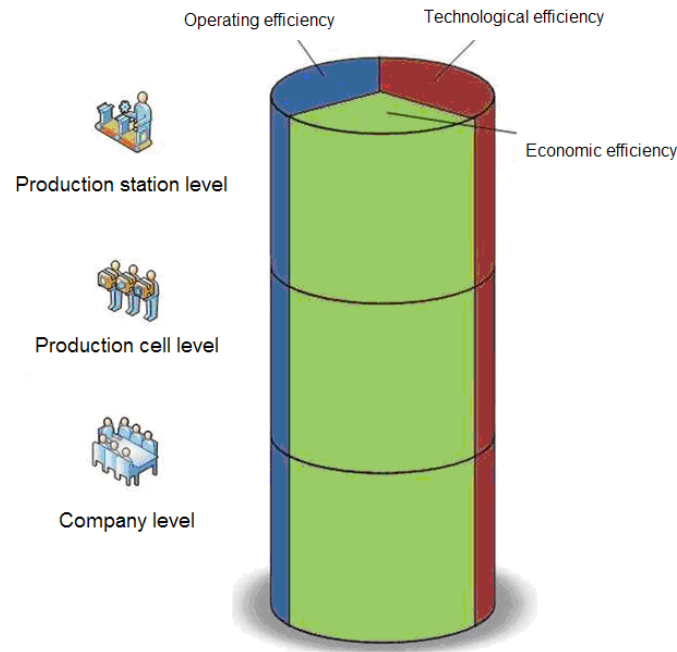 Operating efficiency
Technological efficiency
Economic efficiency
Production station level
Production cell level
Company level